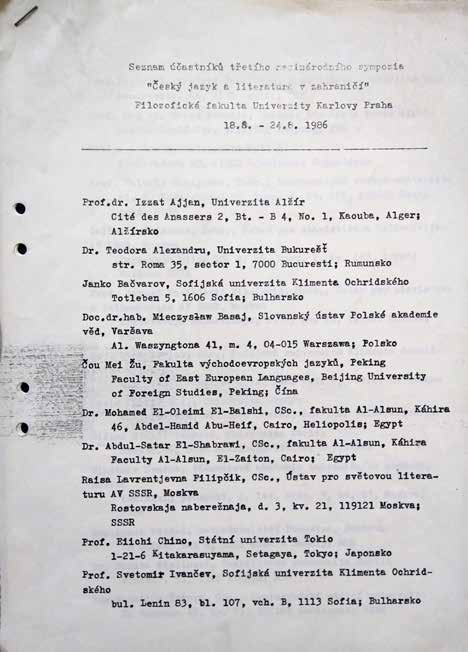 Seznam účastníků třetího mezinárodního sympozia
"Český jazyk a literatura v zahraničí"
Filozofická fakulta Univerzity Karlovy Praha
18.8. - 24.8. 1986
Prof.dr. Izzat Ajjan, Univerzita Alžír
Cité des Anassers 2, Bt. - B 4, No. 1, Kaouba, Alger;
Alžírsko
Dr. Teodora Alexandru, Univerzita Bukurešť
str. Roma 35, sector 1, 7000 Bucuresti; Rumunsko
Janko Bačvarov, Sofijská univerzita Klimenta Ochridského
Totleben 5, 1606 Sofia; Bulharsko
Doc.dr.hab. Mieczysław Basaj, Slovanský ústav Polské akademie
věd, Varšava
Al. Waszyngtona 41, m. 4, 04-015 Warszawa; Polsko
Čou Mei Žu, Fakulta východoevropských jazyků, Peking
Faculty of East European Languages, Beijing University
of Foreign Studies, Peking; Čína
Dr. Mohamed El-Oleimi El-Balshi, CSc., fakulta Al-Alsun, Káhira
46, Abdel-Hamid Abu-Heif, Cairo, Heliopolis; Egypt
Dr. Abdul-Satar El-Shabrawi, CSc., fakulta Al-Alsun, Káhira
Faculty Al-Alsun, El-Zaiton, Cairo; Egypt
Raisa Lavrentjevna Filipčik, CSc., Ústav pro světovou litera-
turu AV SSSR, Moskva
Rostovskaja naberežnaja, d. 3, kv. 21, 119121 Moskva;
SSSR
Prof. Eiichi Chino, Státní univerzita Tokio
1-21-6 Kitakarasuyama, Setagaya, Tokyo; Japonsko
Prof. Svetomir Ivančev, Sofijská univerzita Klimenta Ochrid-
ského
bul. Lenin 83, bl. 107, vch. B, 1113 Sofia; Bulharsko